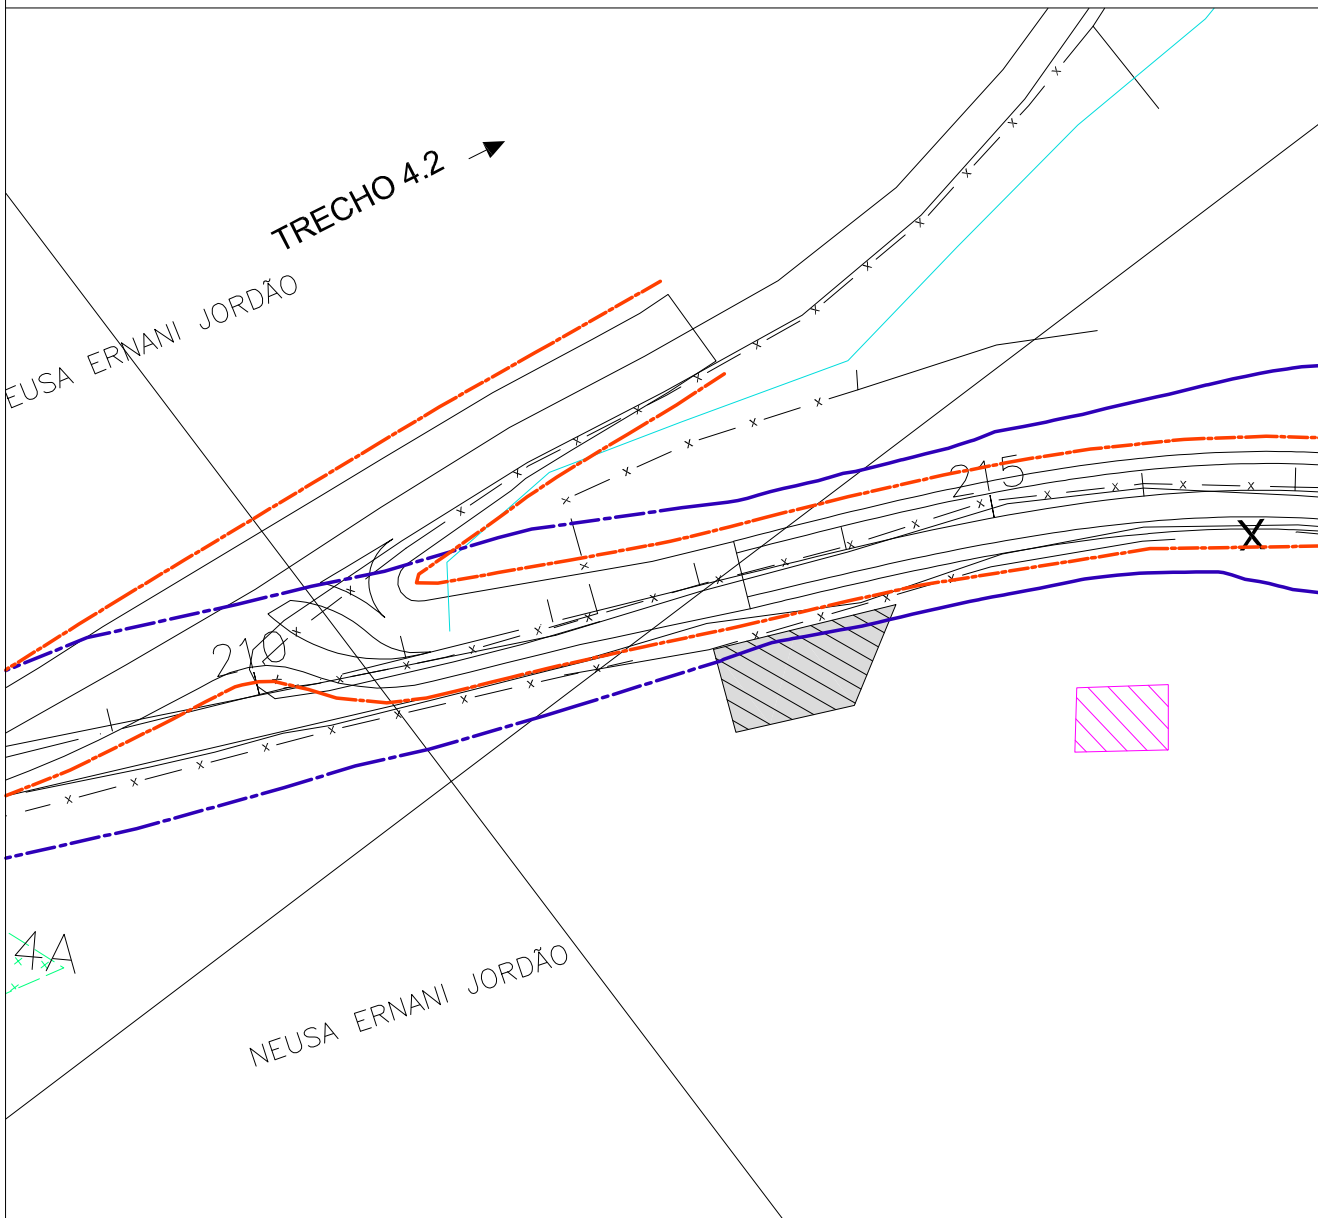 TRECHO 4.2
EUSA ERNANI JORDÃO
215
X
210
4A
NEUSA ERNANI JORDÃO